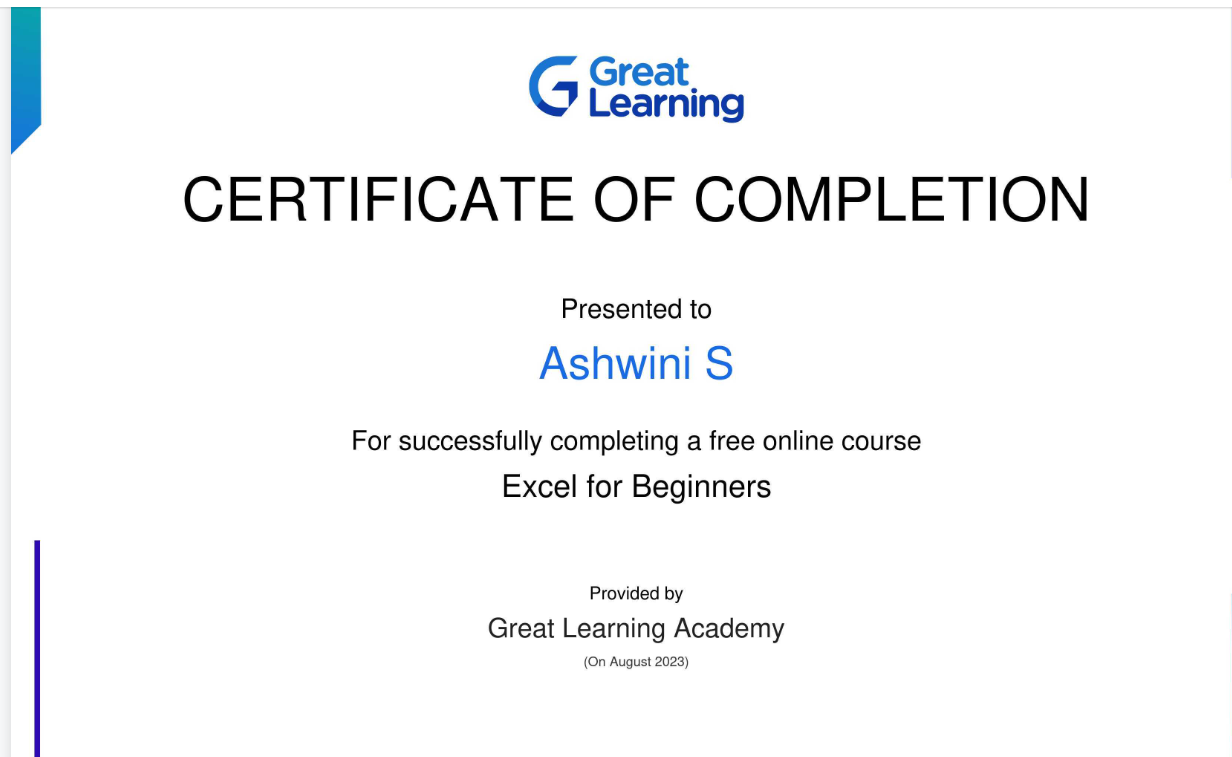 Great
Learning
CERTIFICATE OF COMPLETION
Presented to
Ashwini S
For successfully completing a free online course
Excel for Beginners
Provided by
Great Learning Academy
(On August 2023)